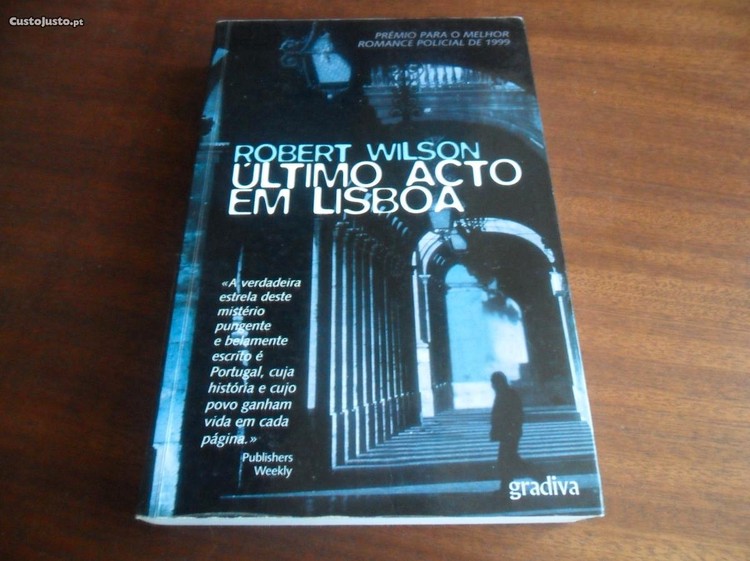 CustoJusto.pt
PRÉMIO PARA O MELHOR
ROMANCE POLICIAL DE 1999
ROBERT WILSON
ÚLTIMO ACTO
EM LISBOA
«A verdadeira
estrela deste
mistério
pungente
e belamente
escrito é
Portugal, cuja
história e cujo
povo ganham
vida em cada
página.»
Publishers
Weekly
gradiva